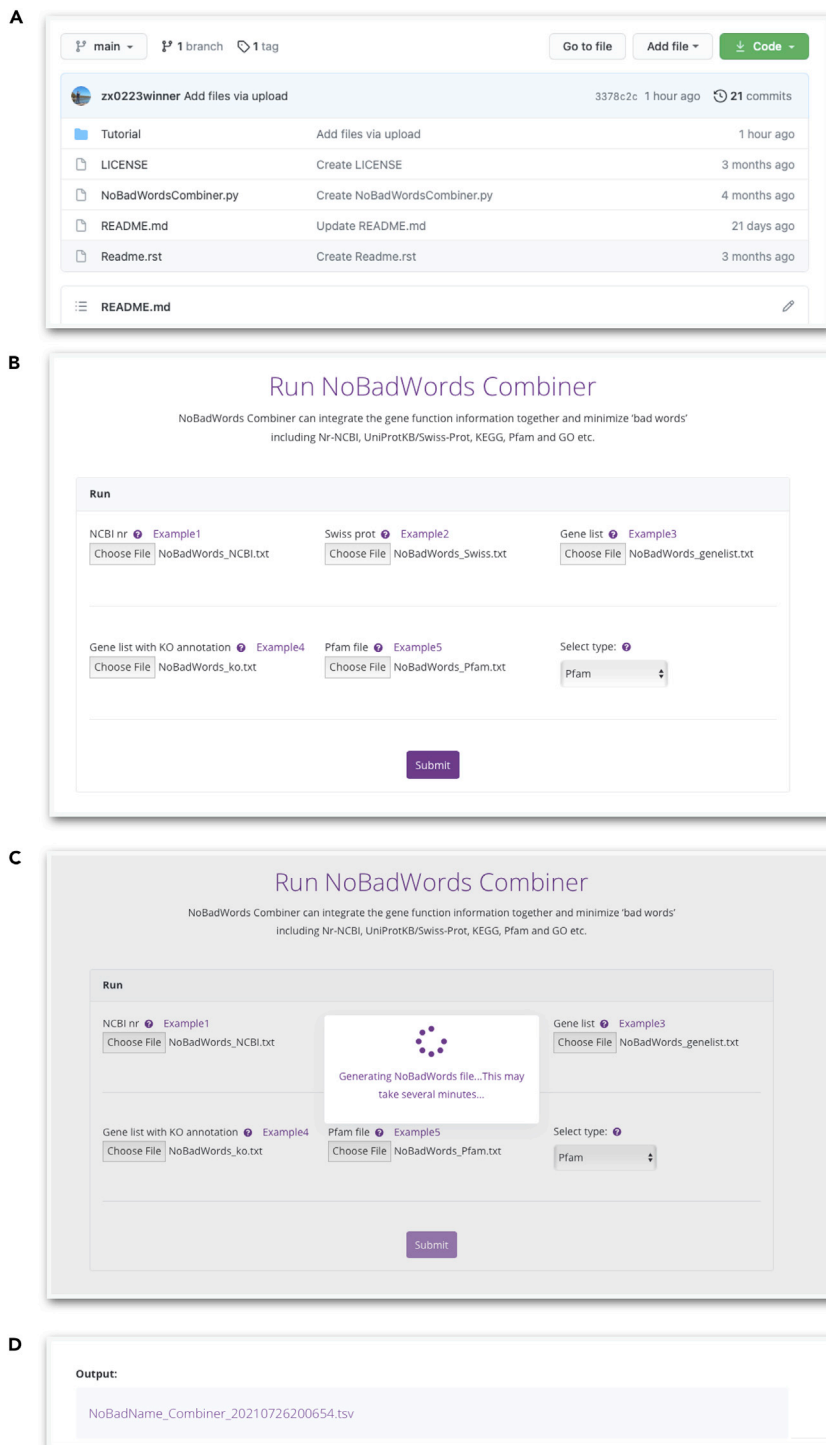 A
main 1 branch 1 tag Go to file Add file Code
zx0223winner Add files via upload 3378c2c 1 hour ago 21 commits
Tutorial Add files via upload 1 hour ago
LICENSE Create LICENSE 3 months ago
NoBadWordsCombiner.py Create NoBadWordsCombiner.py 4 months ago
README.md Update README.md 21 days ago
Readme.rst Create Readme.rst 3 months ago
README.md
B
Run NoBadWords Combiner
NoBadWords Combiner can integrate the gene function information together and minimize ‘bad words’
including Nr-NCBI, UniProtKB/Swiss-Prot, KEGG, Pfam and GO etc.
Run
NCBI nr ? Example1 Swiss prot ? Example2 Gene list ? Example3
Choose File NoBadWords_NCBI.txt Choose File NoBadWords_Swiss.txt Choose File NoBadWords_genelist.txt
Gene list with KO annotation ? Example4 Pfam file ? Example5 Select type: ?
Choose File NoBadWords_ko.txt Choose File NoBadWords_Pfam.txt Pfam
Submit
C
Run NoBadWords Combiner
NoBadWords Combiner can integrate the gene function information together and minimize ‘bad words’
including Nr-NCBI, UniProtKB/Swiss-Prot, KEGG, Pfam and GO etc.
Run
NCBI nr ? Example1 Gene list ? Example3
Choose File NoBadWords_NCBI.txt Choose File NoBadWords_genelist.txt
Generating NoBadWords file...This may
take several minutes...
Gene list with KO annotation ? Example4 Pfam file ? Example5 Select type: ?
Choose File NoBadWords_ko.txt Choose File NoBadWords_Pfam.txt Pfam
Submit
D
Output:
NoBadName_Combiner_20210726200654.tsv